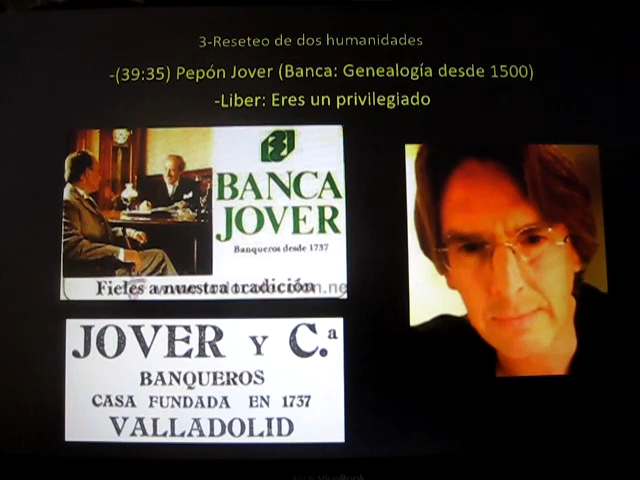 3-Reseteo de dos humanidades
-(39:35) Pepón Jover (Banca: Genealogía desde 1500)
-Liber: Eres un privilegiado
BANCA
JOVER
Banqueros desde 1737
Fieles a nuestra tradición
JOVER Y C.ª
BANQUEROS
CASA FUNDADA EN 1737
VALLADOLID